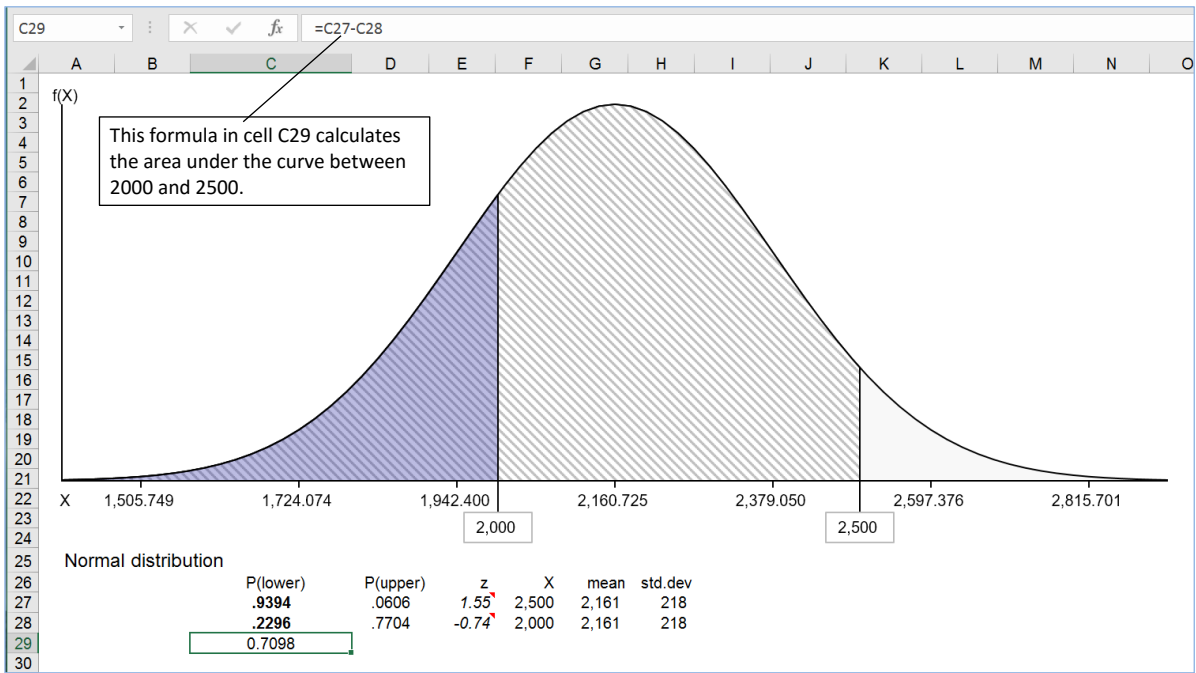 C29 fx =C27-C28
A B C D E F G H I J K L M N O
1
f(X)
2
3
This formula in cell C29 calculates
4
the area under the curve between
5
2000 and 2500.
6
7
8
9
10
11
12
13
14
15
16
17
18
19
20
21
22 X 1,505.749 1,724.074 1,942.400 2,160.725 2,379.050 2,597.376 2,815.701
23
2,000 2,500
24
25 Normal distribution
26 P(lower) P(upper) z X mean std.dev
27 .9394 .0606 1.55 2,500 2,161 218
28 .2296 .7704 -0.74 2,000 2,161 218
29 0.7098
30